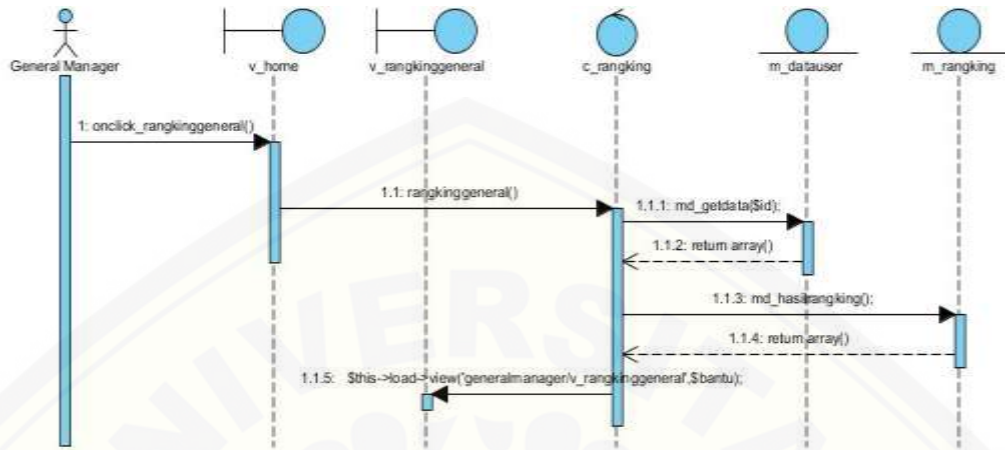 General Manager
v_home
v_rangkinggeneral
c_rangking
m_datauser
m_rangking
1: onclick_rangkinggeneral()
1.1: rangkinggeneral()
1.1.1: md_getdata($id);
1.1.2: return array()
1.1.3: md_hasilrangking();
1.1.4: return array()
1.1.5: $this->load->view('generalmanager/v_rangkinggeneral',$bantu);
UNIVERSIT